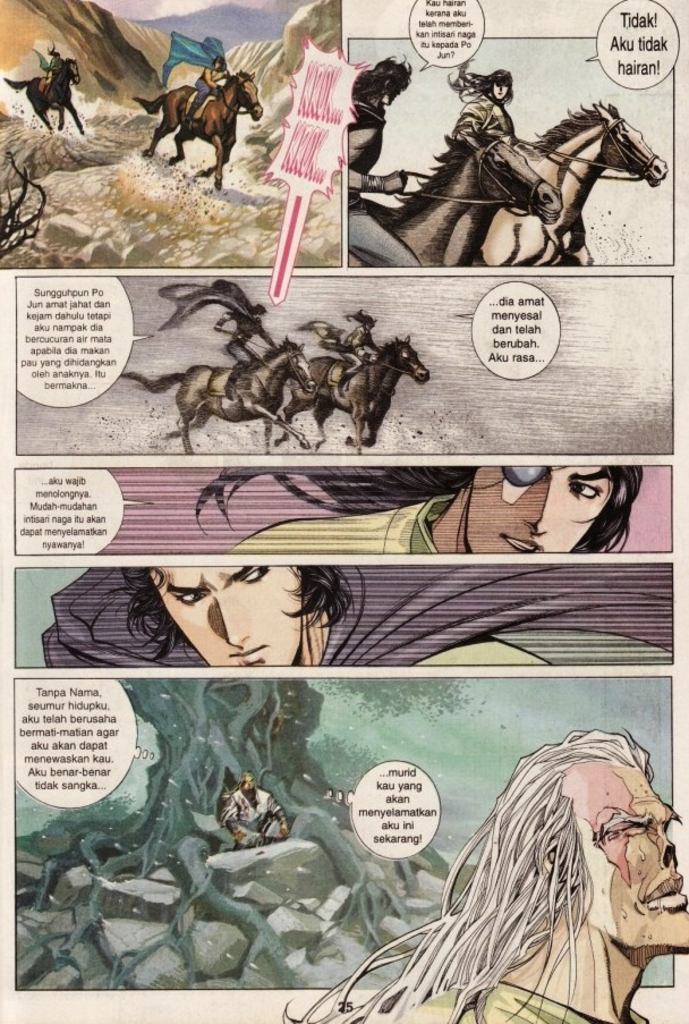 Kau hairan
kerana aku
telah memberi-
kan intisari naga
itu kepada Po
Jun?
Tidak!
Aku tidak
hairan!
Sungguhpun Po
Jun amat jahat dan
kejam dahulu tetapi
aku nampak dia
bercucuran air mata
apabila dia makan
pau yang dihidangkan
oleh anaknya. Itu
bermakna...
...dia amat
menyesal
dan telah
berubah.
Aku rasa...
...aku wajib
menolongnya.
Mudah-mudahan
intisari naga itu akan
dapat menyelamatkan
nyawanya!
Tanpa Nama,
seumur hidupku,
aku telah berusaha
bermati-matian agar
aku akan dapat
menewaskan kau.
Aku benar-benar
tidak sangka...
...murid
kau yang
akan
menyelamatkan
aku ini
sekarang!
25